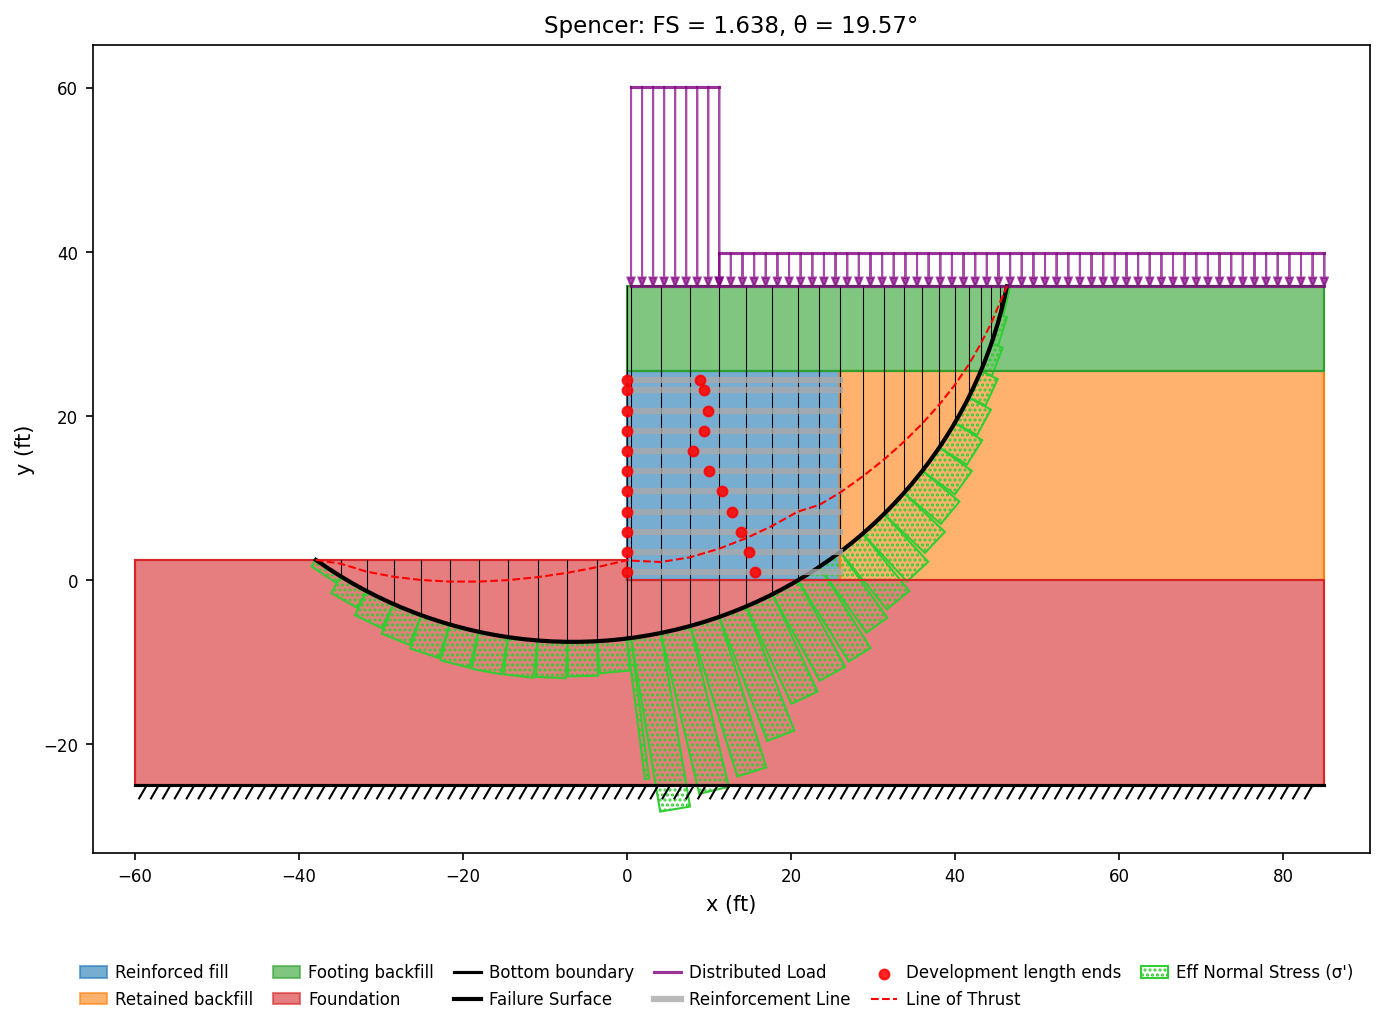 Spencer: FS = 1.638, θ = 19.57°
y (ft)
60
40
20
0
−20
−60
−40
−20
0
20
40
60
80
x (ft)
Reinforced fill
Footing backfill
Bottom boundary
Distributed Load
Development length ends
Eff Normal Stress (σ')
Retained backfill
Foundation
Failure Surface
Reinforcement Line
Line of Thrust